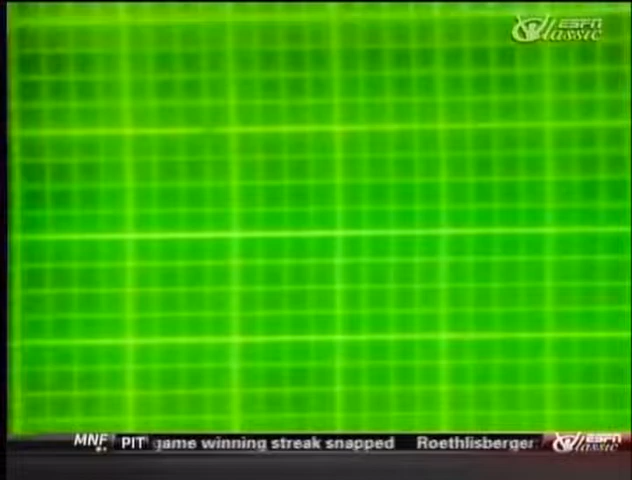 ESPN
Classic
MNF PIT game winning streak snapped Roethlisberger ESPN
Classic